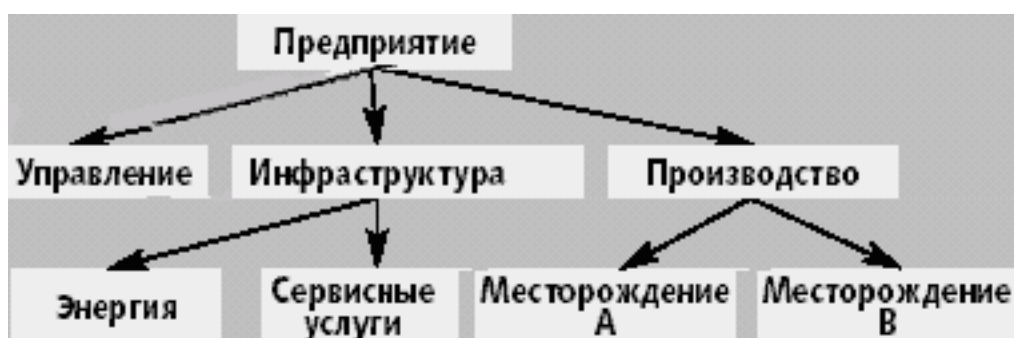 Предприятие
Управление
Инфраструктура
Производство
Энергия
Сервисные
услуги
Месторождение
А
Месторождение
В